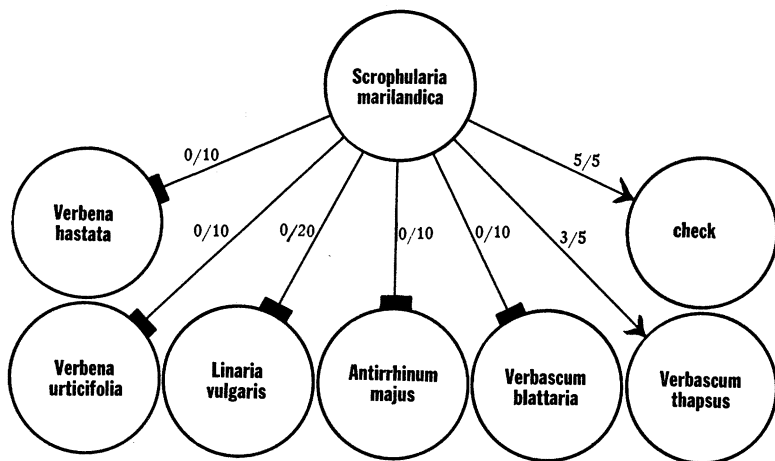 Scrophularia
marilandica
0/10
5/5
Verbena
hastata
0/10
0/20
0/10
0/10
3/5
check
Verbena
urticifolia
Linaria
vulgaris
Antirrhinum
majus
Verbascum
blattaria
Verbascum
thapsus